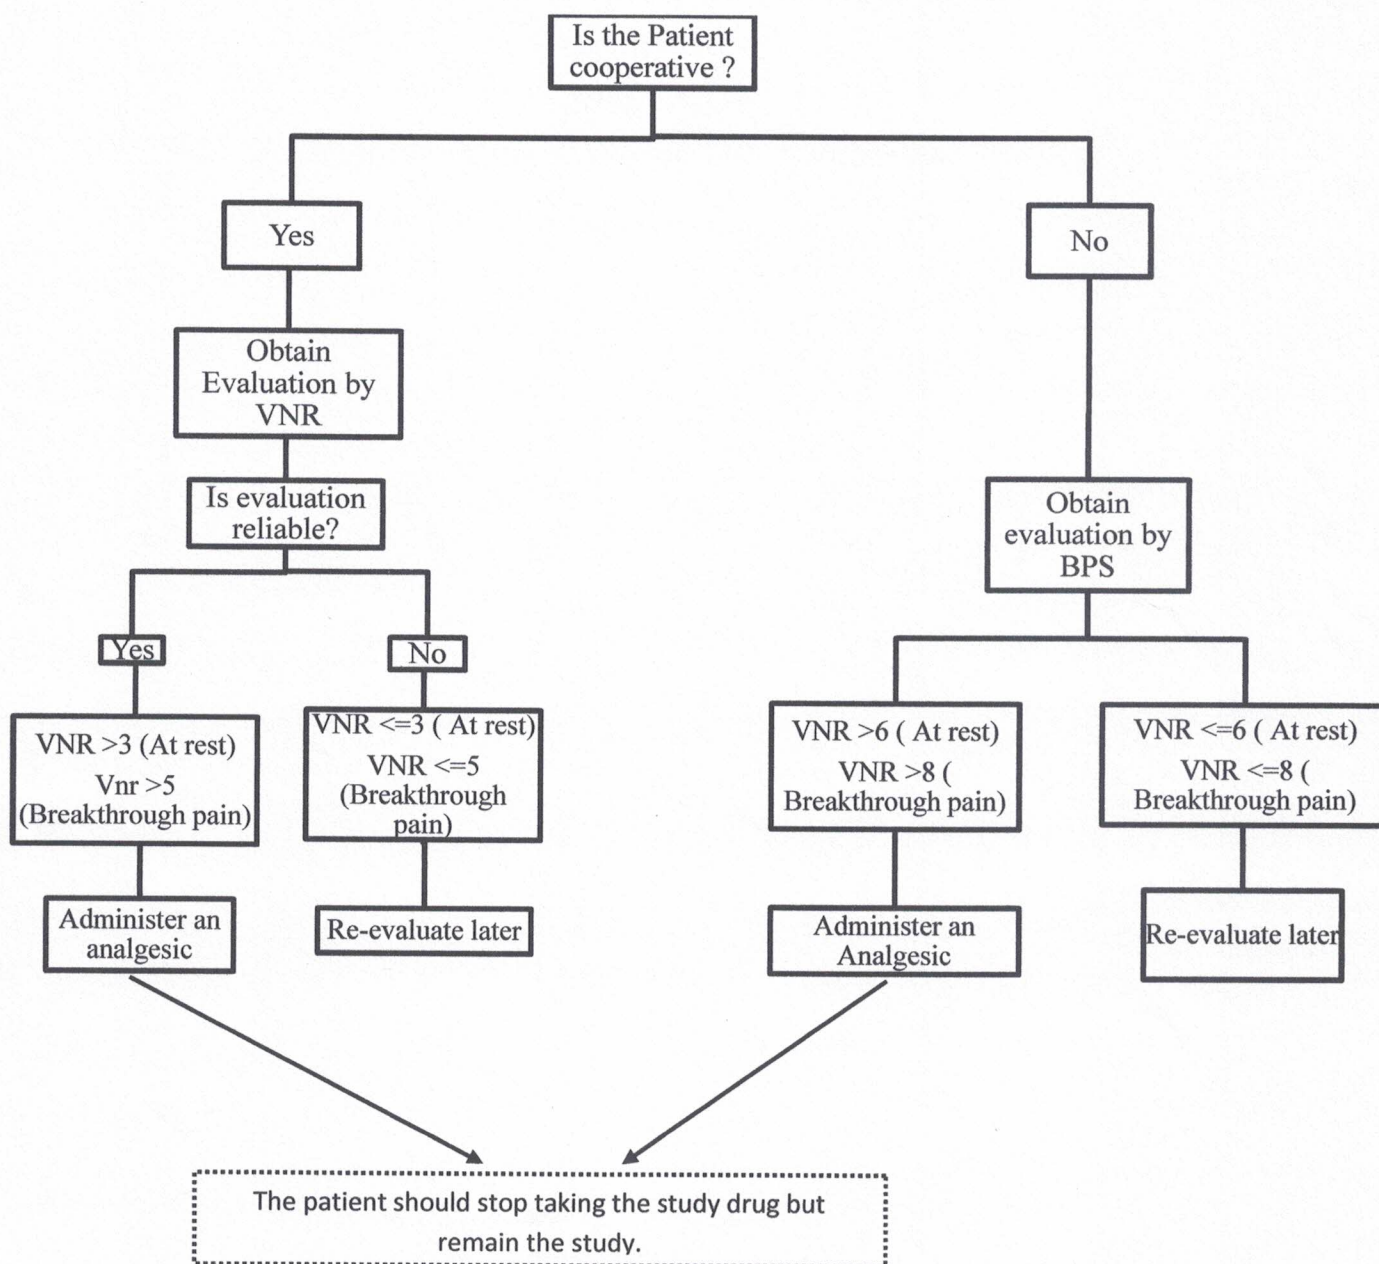 Is the Patient
cooperative ?
Yes
No
Obtain
Evaluation by
VNR
Is evaluation
reliable?
Obtain
evaluation by
BPS
Yes
No
VNR >3 (At rest)
Vnr >5
(Breakthrough pain)
VNR <=3 ( At rest)
VNR <=5
(Breakthrough
pain)
VNR >6 ( At rest)
VNR >8 (
Breakthrough pain)
VNR <=6 ( At rest)
VNR <=8 (
Breakthrough pain)
Administer an
analgesic
Re-evaluate later
Administer an
Analgesic
Re-evaluate later
The patient should stop taking the study drug but
remain the study.